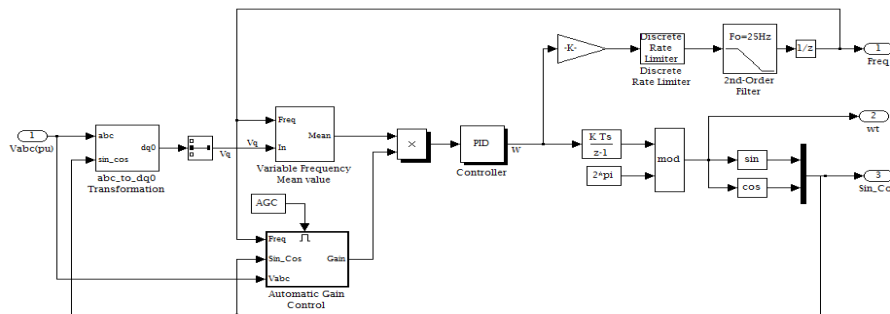 Fo=25Hz
-K-
Discrete
Rate
Limiter
Discrete
Rate Limiter
2nd-Order
Filter
1/z
1
Freq
2
wt
1
Vabc(pu)
abc
sin_cos
dq0
abc_to_dq0
Transformation
Vq
Vq
Freq
In
Mean
Variable Frequency
Mean value
×
PID
Controller
w
K Ts
z-1
2*pi
mod
sin
cos
3
Sin_Co
AGC
Freq
Sin_Cos
Vabc
Gain
Automatic Gain
Control